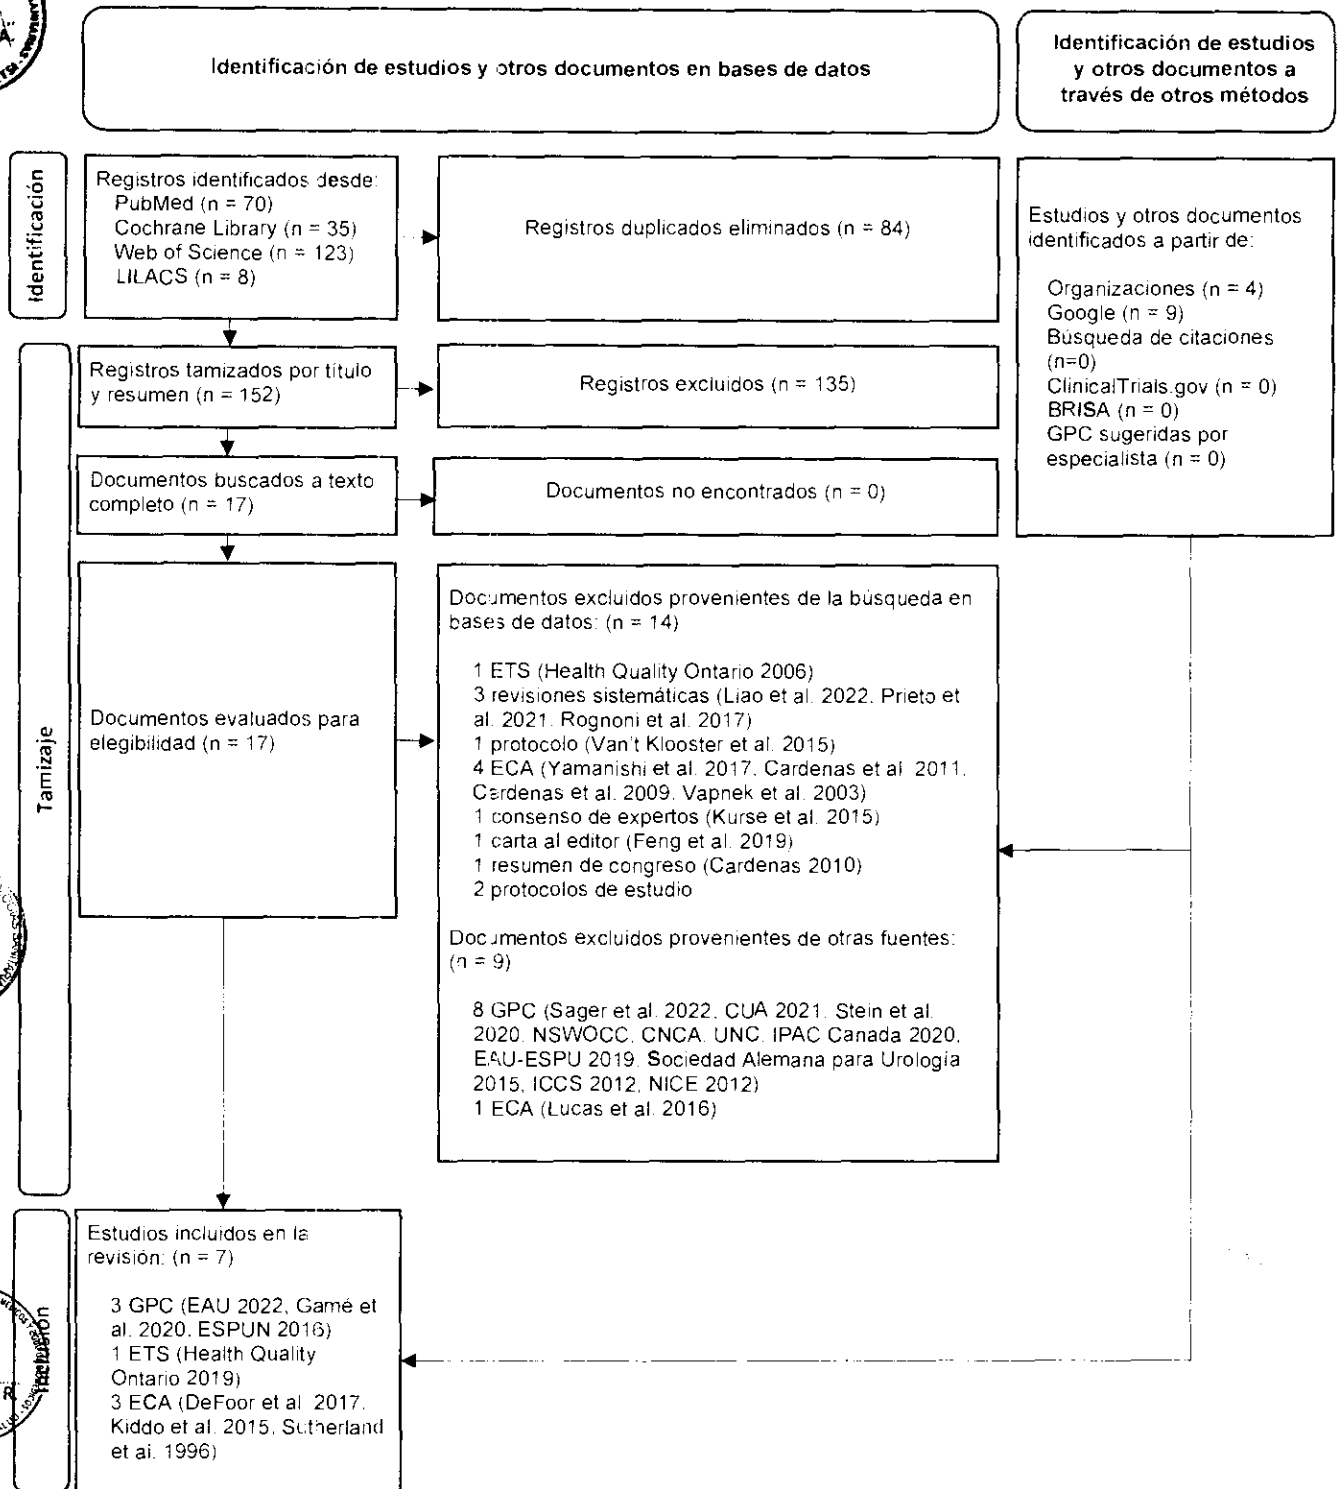 Identificación de estudios y otros documentos en bases de datos
Identificación de estudios
y otros documentos a
través de otros métodos
Identificación
Registros identificados desde:
PubMed (n = 70)
Cochrane Library (n = 35)
Web of Science (n = 123)
LILACS (n = 8)
Registros duplicados eliminados (n = 84)
Estudios y otros documentos
identificados a partir de:
Organizaciones (n = 4)
Google (n = 9)
Búsqueda de citaciones
(n=0)
ClinicalTrials.gov (n = 0)
BRISA (n = 0)
GPC sugeridas por
especialista (n = 0)
Tamizaje
Registros tamizados por título
y resumen (n = 152)
Registros excluidos (n = 135)
Documentos buscados a texto
completo (n = 17)
Documentos no encontrados (n = 0)
Documentos evaluados para
elegibilidad (n = 17)
Documentos excluidos provenientes de la búsqueda en
bases de datos: (n = 14)
1 ETS (Health Quality Ontario 2006)
3 revisiones sistemáticas (Liao et al. 2022. Prieto et
al. 2021. Rognoni et al. 2017)
1 protocolo (Van't Klooster et al. 2015)
4 ECA (Yamanishi et al. 2017. Cardenas et al. 2011.
Cardenas et al. 2009. Vapnek et al. 2003)
1 consenso de expertos (Kurse et al. 2015)
1 carta al editor (Feng et al. 2019)
1 resumen de congreso (Cardenas 2010)
2 protocolos de estudio
Documentos excluidos provenientes de otras fuentes:
(n = 9)
8 GPC (Sager et al. 2022, CUA 2021. Stein et al.
2020. NSWOCC. CNCA. UNC. IPAC Canada 2020.
EAU-ESPU 2019. Sociedad Alemana para Urología
2015, ICCS 2012, NICE 2012)
1 ECA (Lucas et al. 2016)
Inclusión
Estudios incluidos en la
revisión: (n = 7)
3 GPC (EAU 2022, Gamé et
al. 2020. ESPUN 2016)
1 ETS (Health Quality
Ontario 2019)
3 ECA (DeFoor et al. 2017.
Kiddo et al. 2015, Sutherland
et al. 1996)